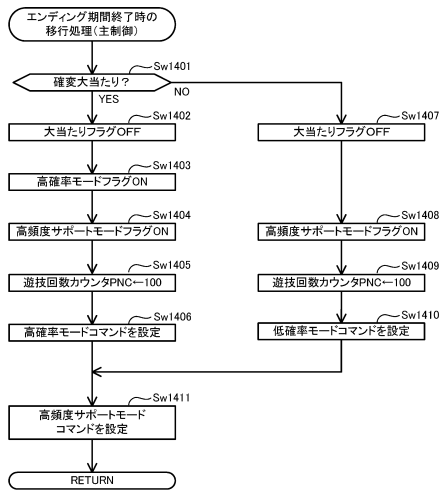 エンディング期間終了時の
移行処理(主制御)
Sw1401
確変大当たり?
YES
NO
Sw1402
大当たりフラグOFF
Sw1403
高確率モードフラグON
Sw1404
高頻度サポートモードフラグON
Sw1405
遊技回数カウンタPNC←100
Sw1406
高確率モードコマンドを設定
Sw1407
大当たりフラグOFF
Sw1408
高頻度サポートモードフラグON
Sw1409
遊技回数カウンタPNC←100
Sw1410
低確率モードコマンドを設定
Sw1411
高頻度サポートモード
コマンドを設定
RETURN